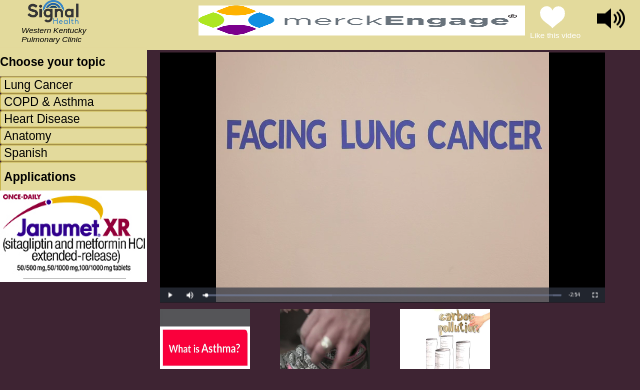 Signal
Health
Western Kentucky
Pulmonary Clinic
merckEngage
Like this video
Choose your topic
Lung Cancer
COPD & Asthma
Heart Disease
Anatomy
Spanish
Applications
ONCE-DAILY
Janumet XR
(sitagliptin and metformin HCl
extended-release)
50/500 mg, 50/1000 mg, 100/1000 mg tablets
FACING LUNG CANCER
-2:54
What is Asthma?
carbon
pollution